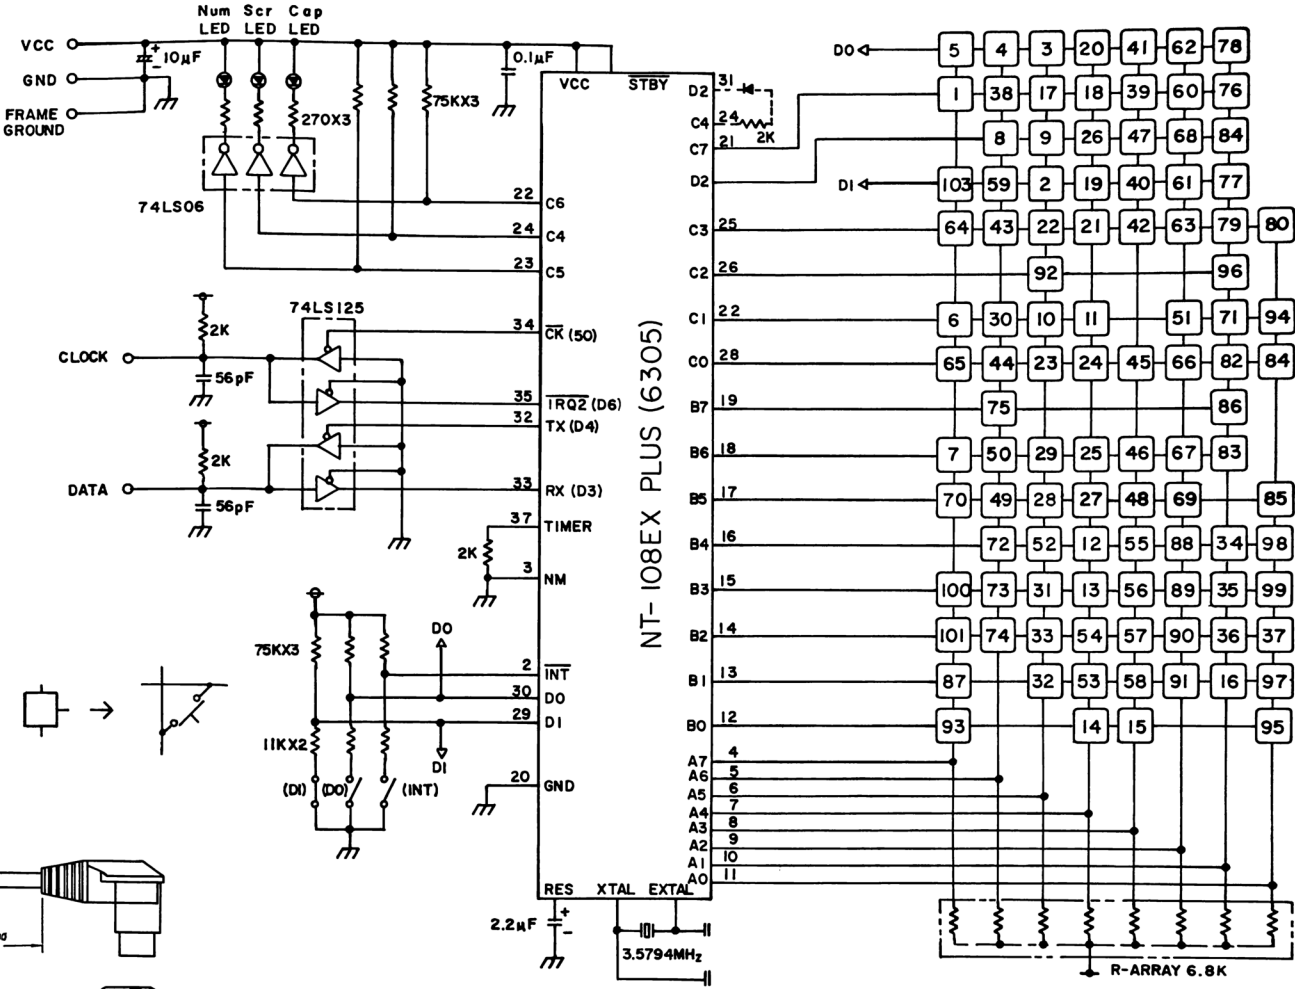 Num Scr Cap
LED LED LED
VCC
10µF
GND
FRAME
GROUND
270X3
75KX3
0.1µF
74LS06
22 C6
24 C4
23 C5
VCC
STBY
NT-108EX PLUS (6305)
2K
CLOCK
56pF
74LS125
34 CK (50)
35 IRQ2 (D6)
32 TX (D4)
2K
DATA
56pF
33 RX (D3)
37 TIMER
2K
3 NM
D0
75KX3
2 INT
30 D0
29 D1
11KX2
D1
(D1) (D0) (INT)
20 GND
RES XTAL EXTAL
2.2µF
3.5794MHz
D2 31
C4 24
2K
C7 21
D2
D0 5 4 3 20 41 62 78
1 38 17 18 39 60 76
8 9 26 47 68 84
D1 103 59 2 19 40 61 77
C3 25 64 43 22 21 42 63 79 80
C2 26 92 96
C1 22 6 30 10 11 51 71 94
C0 28 65 44 23 24 45 66 82 84
B7 19 75 86
B6 18 7 50 29 25 46 67 83
B5 17 70 49 28 27 48 69 85
B4 16 72 52 12 55 88 34 98
B3 15 100 73 31 13 56 89 35 99
B2 14 101 74 33 54 57 90 36 37
B1 13 87 32 53 58 91 16 97
B0 12 93 14 15 95
A7 4
A6 5
A5 6
A4 7
A3 8
A2 9
A1 10
A0 11
R-ARRAY 6.8K